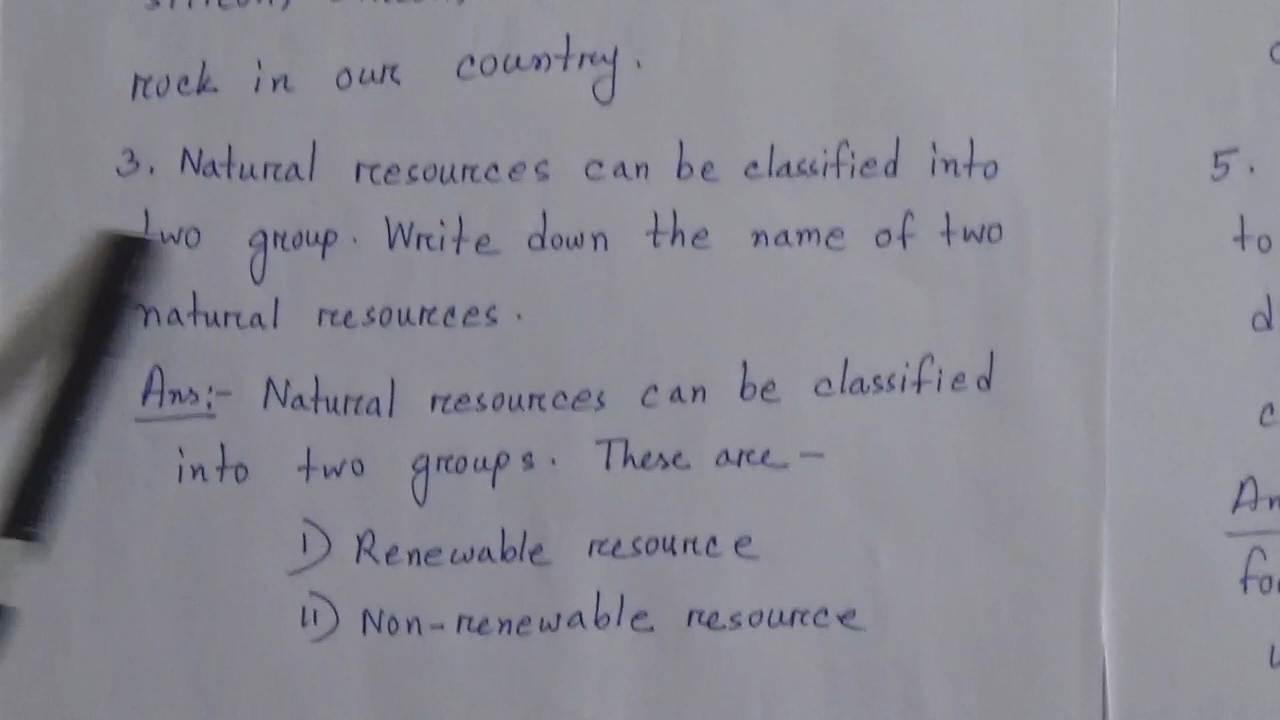 rock in our country.
3. Natural resources can be classified into
two group. Write down the name of two
natural resources.
Ans:- Natural resources can be classified
into two groups. These are -
i) Renewable resource
ii) Non-renewable resource
5.
to